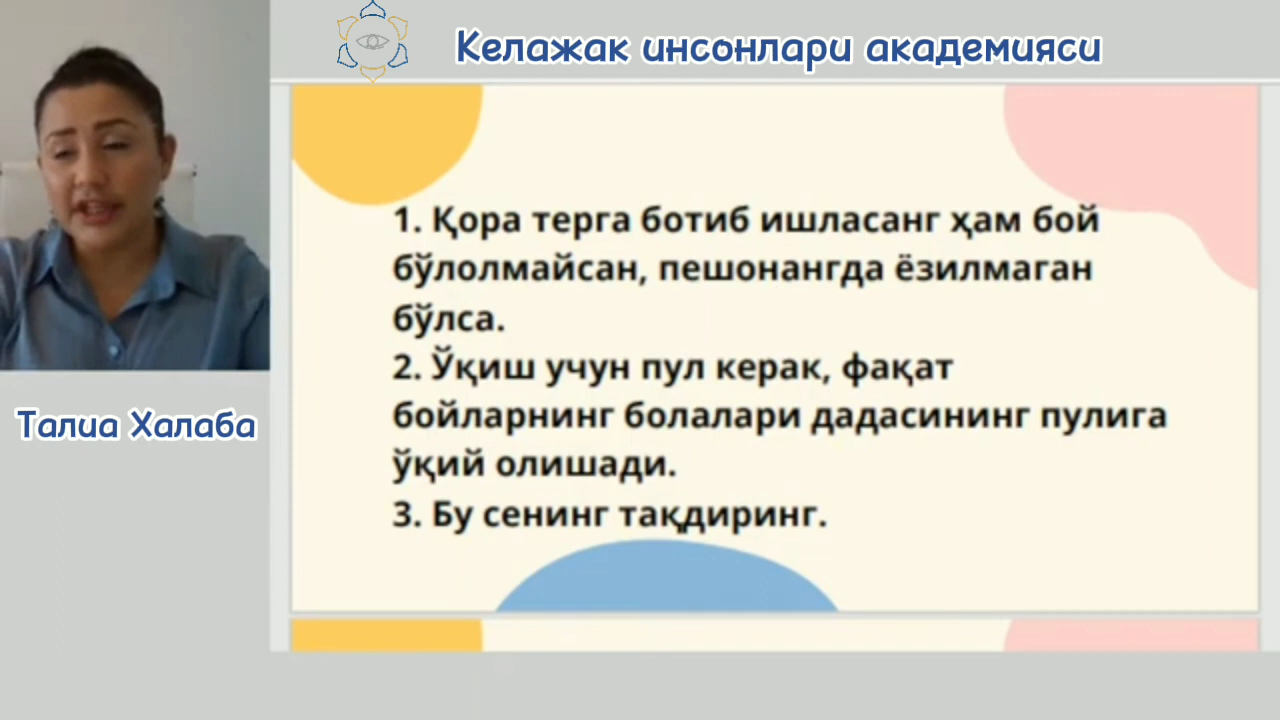 Келажак инсонлари академияси
1. Қора терга ботиб ишласанг ҳам бой
бўлолмайсан, пешонангда ёзилмаган
бўлса.
2. Ўқиш учун пул керак, фақат
бойларнинг болалари дадасининг пулига
ўқий олишади.
3. Бу сенинг тақдиринг.
Талиа Халаба